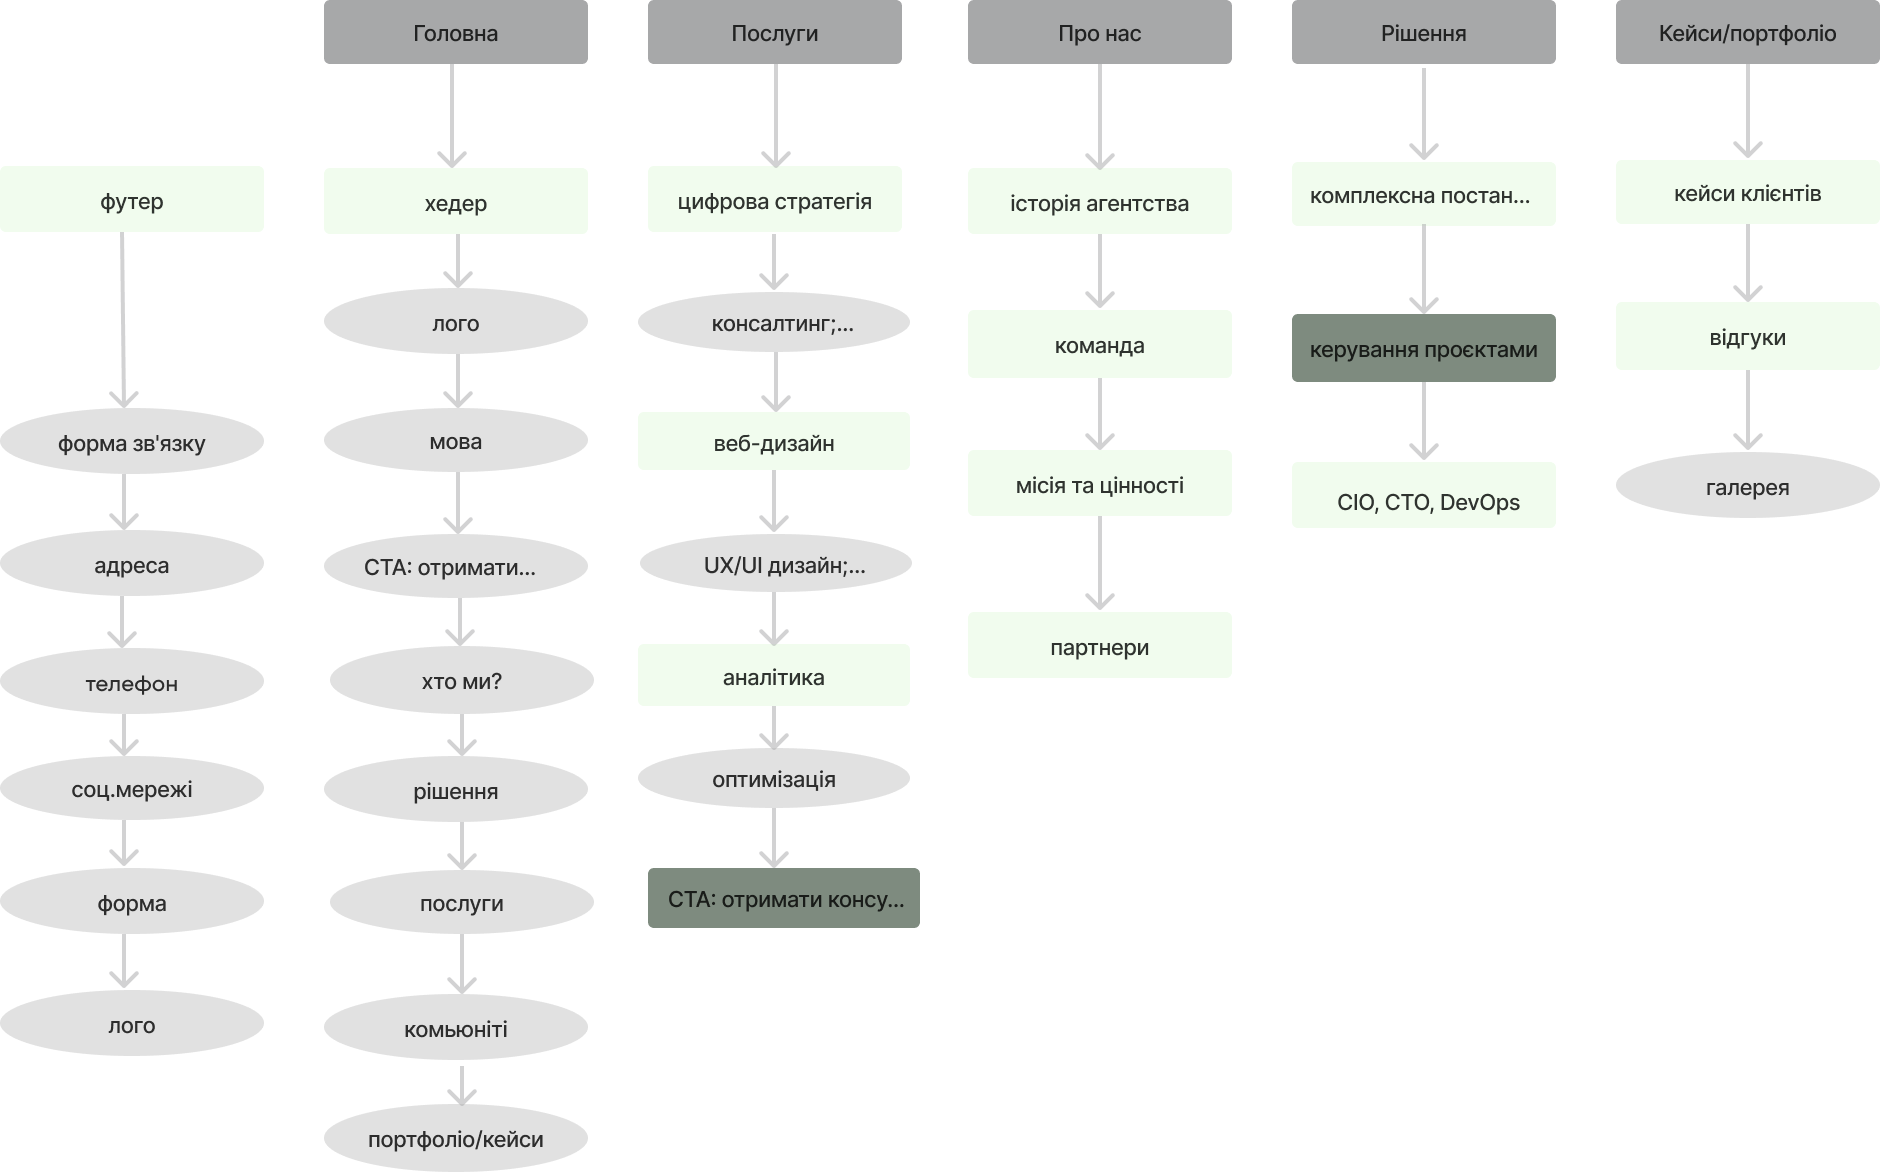 Головна
Послуги
Про нас
Рішення
Кейси/портфоліо
футер
форма зв'язку
адреса
телефон
соц.мережі
форма
лого
хедер
лого
мова
СТА: отримати...
хто ми?
рішення
послуги
комьюніті
портфоліо/кейси
цифрова стратегія
консалтинг;...
веб-дизайн
UX/UI дизайн;...
аналітика
оптимізація
СТА: отримати консу...
історія агентства
команда
місія та цінності
партнери
комплексна постан...
керування проєктами
CIO, CTO, DevOps
кейси клієнтів
відгуки
галерея